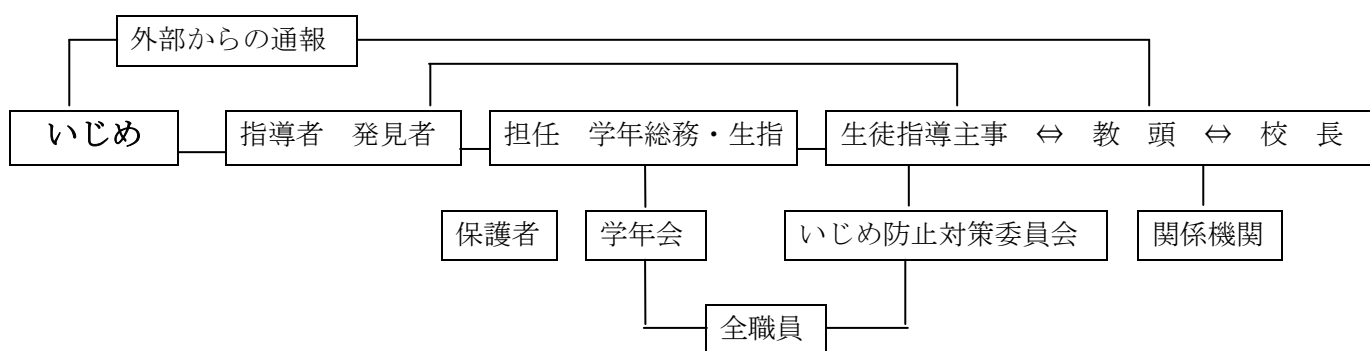 外部からの通報
いじめ 指導者 発見者 担任 学年総務・生指 生徒指導主事 ⇔ 教 頭 ⇔ 校 長
保護者 学年会 いじめ防止対策委員会 関係機関
全職員